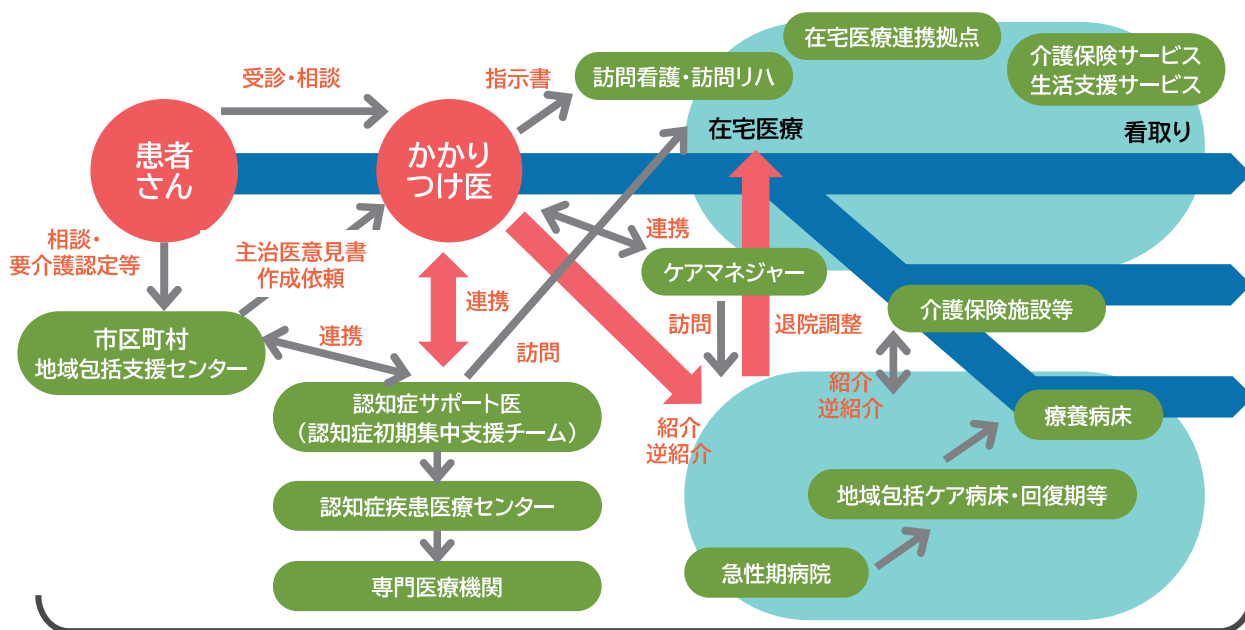 在宅医療連携拠点
介護保険サービス
生活支援サービス
受診・相談
指示書
訪問看護・訪問リハ
在宅医療
看取り
患者
さん
かかり
つけ医
相談・
要介護認定等
主治医意見書
作成依頼
連携
連携
ケアマネジャー
市区町村
地域包括支援センター
連携
訪問
訪問
退院調整
介護保険施設等
認知症サポート医
（認知症初期集中支援チーム）
紹介
逆紹介
紹介
逆紹介
療養病床
認知症疾患医療センター
地域包括ケア病床・回復期等
専門医療機関
急性期病院